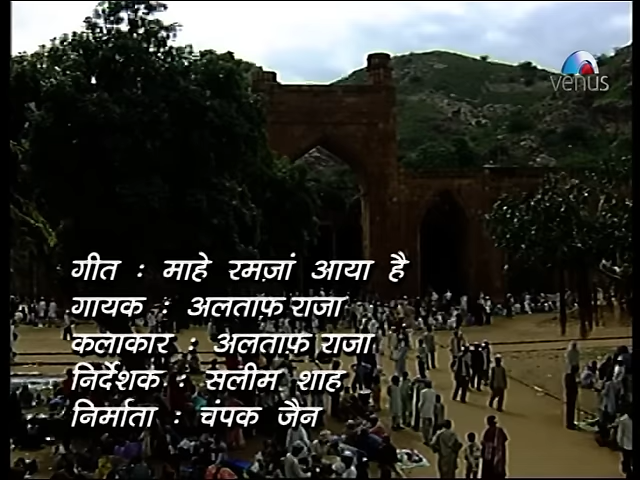 venus
गीत : माहे रमज़ां आया है
गायक : अलताफ़ राजा
कलाकार : अलताफ़ राजा
निर्देशक : सलीम शाह
निर्माता : चंपक जैन